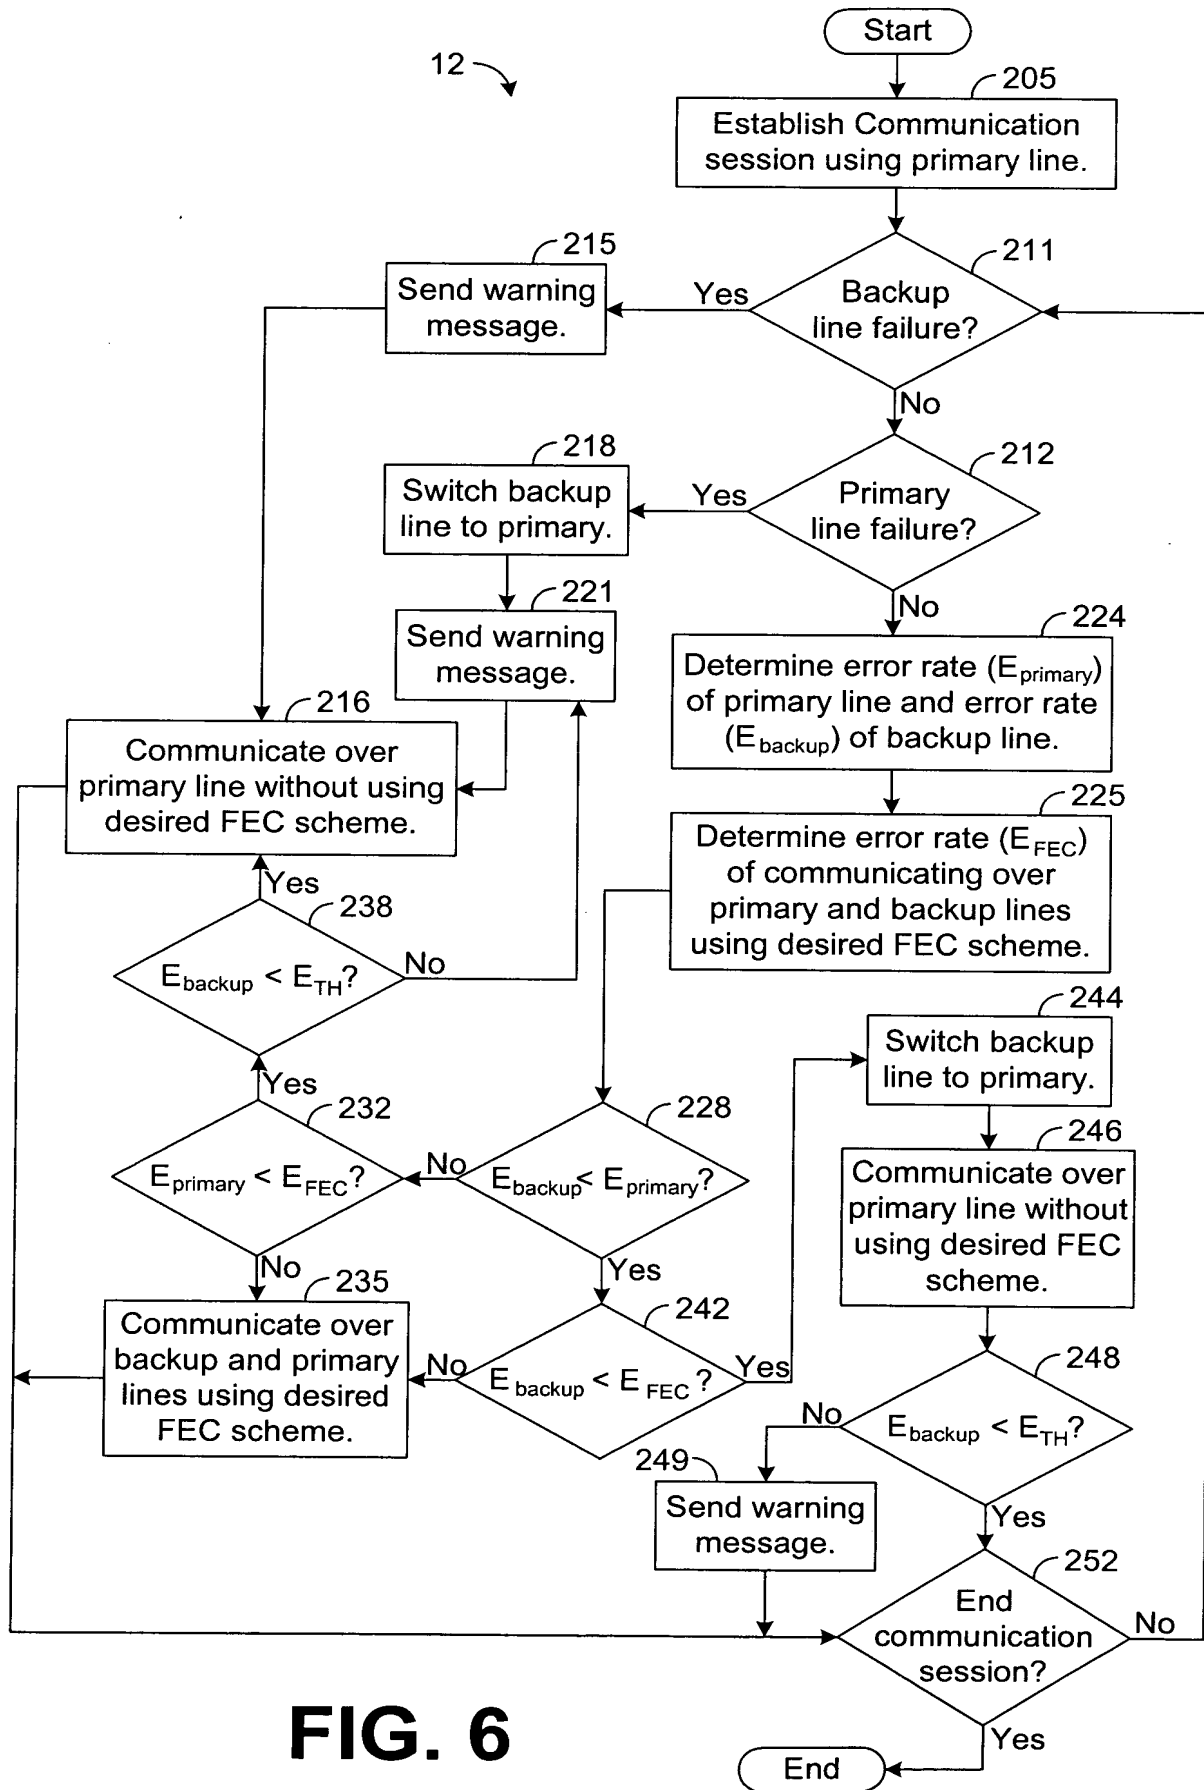 Start
12
205
Establish Communication
session using primary line.
215
Send warning
message.
Yes
211
Backup
line failure?
No
218
Switch backup
line to primary.
Yes
212
Primary
line failure?
No
221
Send warning
message.
224
Determine error rate (Eprimary)
of primary line and error rate
(Ebackup) of backup line.
216
Communicate over
primary line without using
desired FEC scheme.
225
Determine error rate (EFEC)
of communicating over
primary and backup lines
using desired FEC scheme.
Yes
238
Ebackup < ETH?
No
244
Switch backup
line to primary.
Yes
232
Eprimary < EFEC?
No
228
Ebackup < Eprimary?
246
Communicate over
primary line without
using desired FEC
scheme.
No
235
Communicate over
backup and primary
lines using desired
FEC scheme.
Yes
242
No
Ebackup < EFEC?
Yes
248
Ebackup < ETH?
No
249
Send warning
message.
Yes
252
End
communication
session?
No
Yes
End
FIG. 6